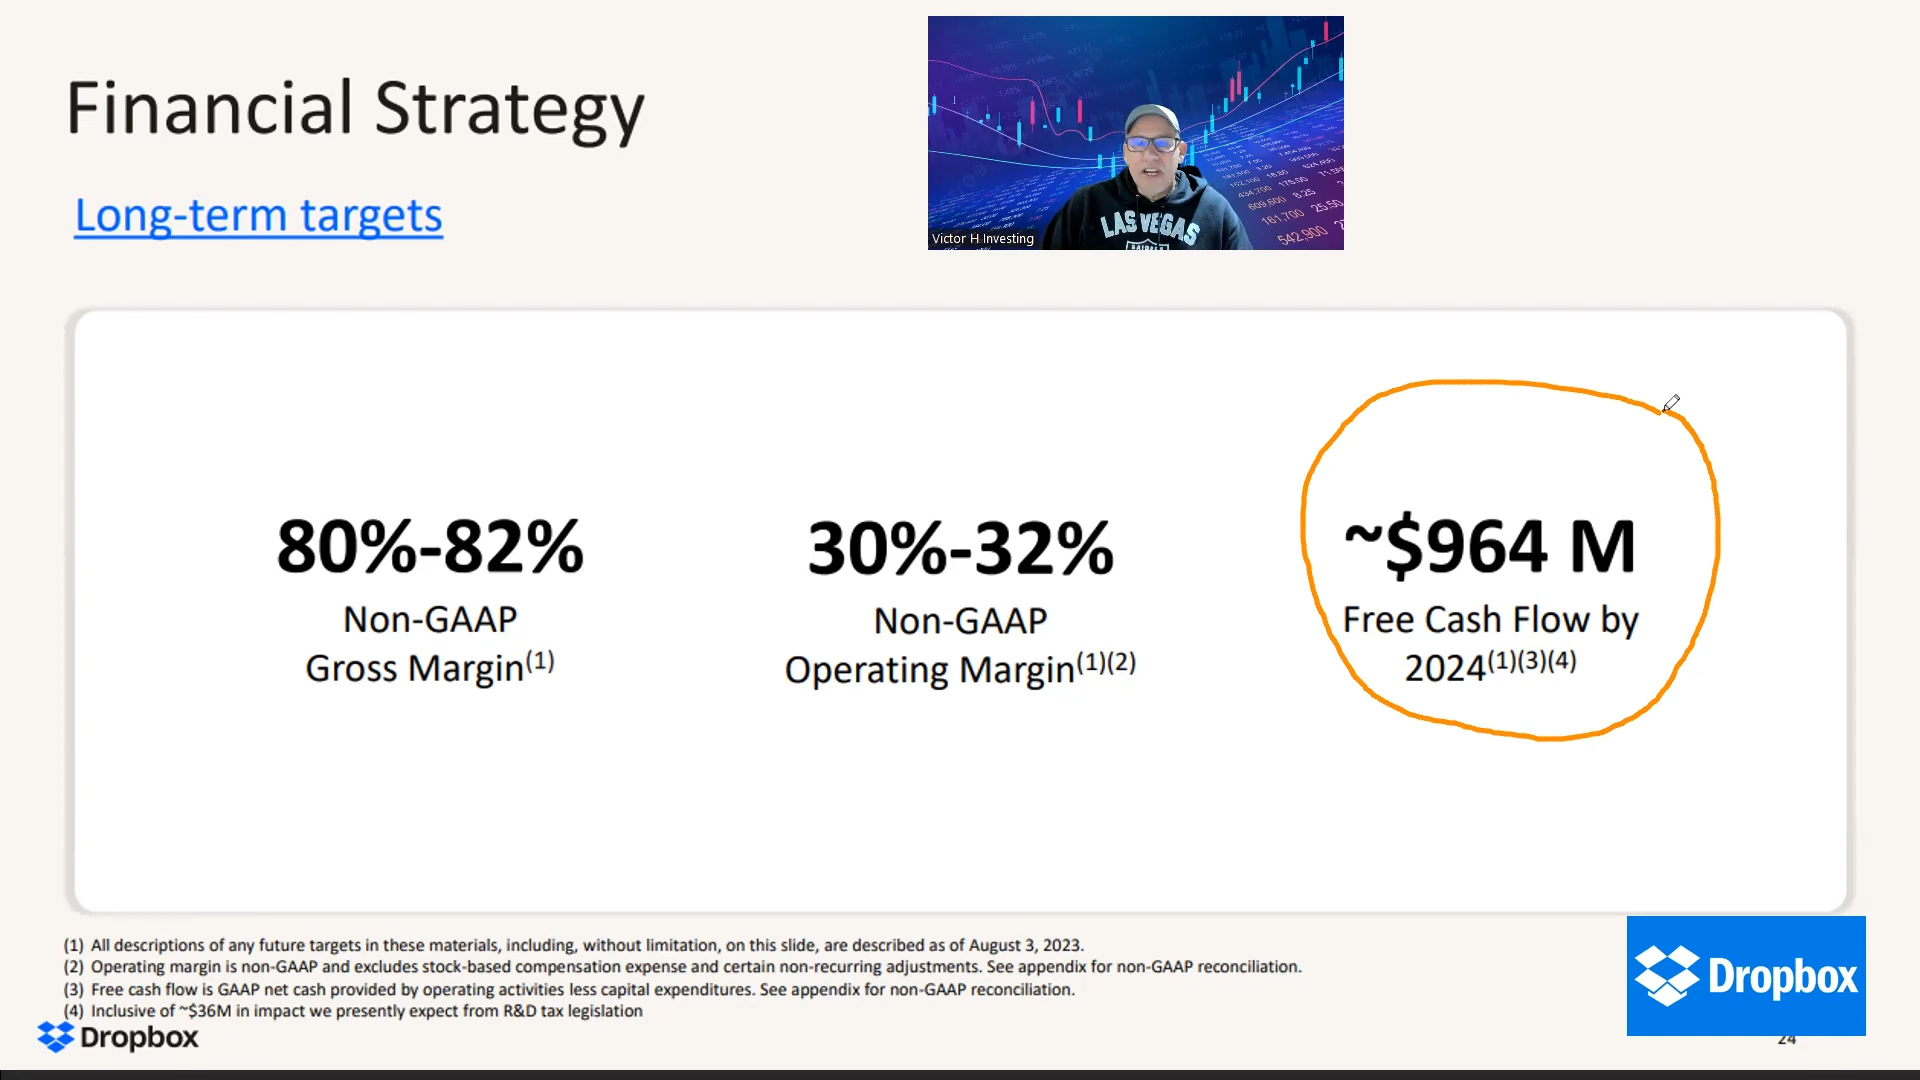 Financial Strategy
Long-term targets
Victor H Investing
LAS VEGAS
80%-82%
Non-GAAP
Gross Margin(1)
30%-32%
Non-GAAP
Operating Margin(1)(2)
~$964 M
Free Cash Flow by
2024(1)(3)(4)
(1) All descriptions of any future targets in these materials, including, without limitation, on this slide, are described as of August 3, 2023.
(2) Operating margin is non-GAAP and excludes stock-based compensation expense and certain non-recurring adjustments. See appendix for non-GAAP reconciliation.
(3) Free cash flow is GAAP net cash provided by operating activities less capital expenditures. See appendix for non-GAAP reconciliation.
(4) Inclusive of ~$36M in impact we presently expect from R&D tax legislation
Dropbox
Dropbox
24